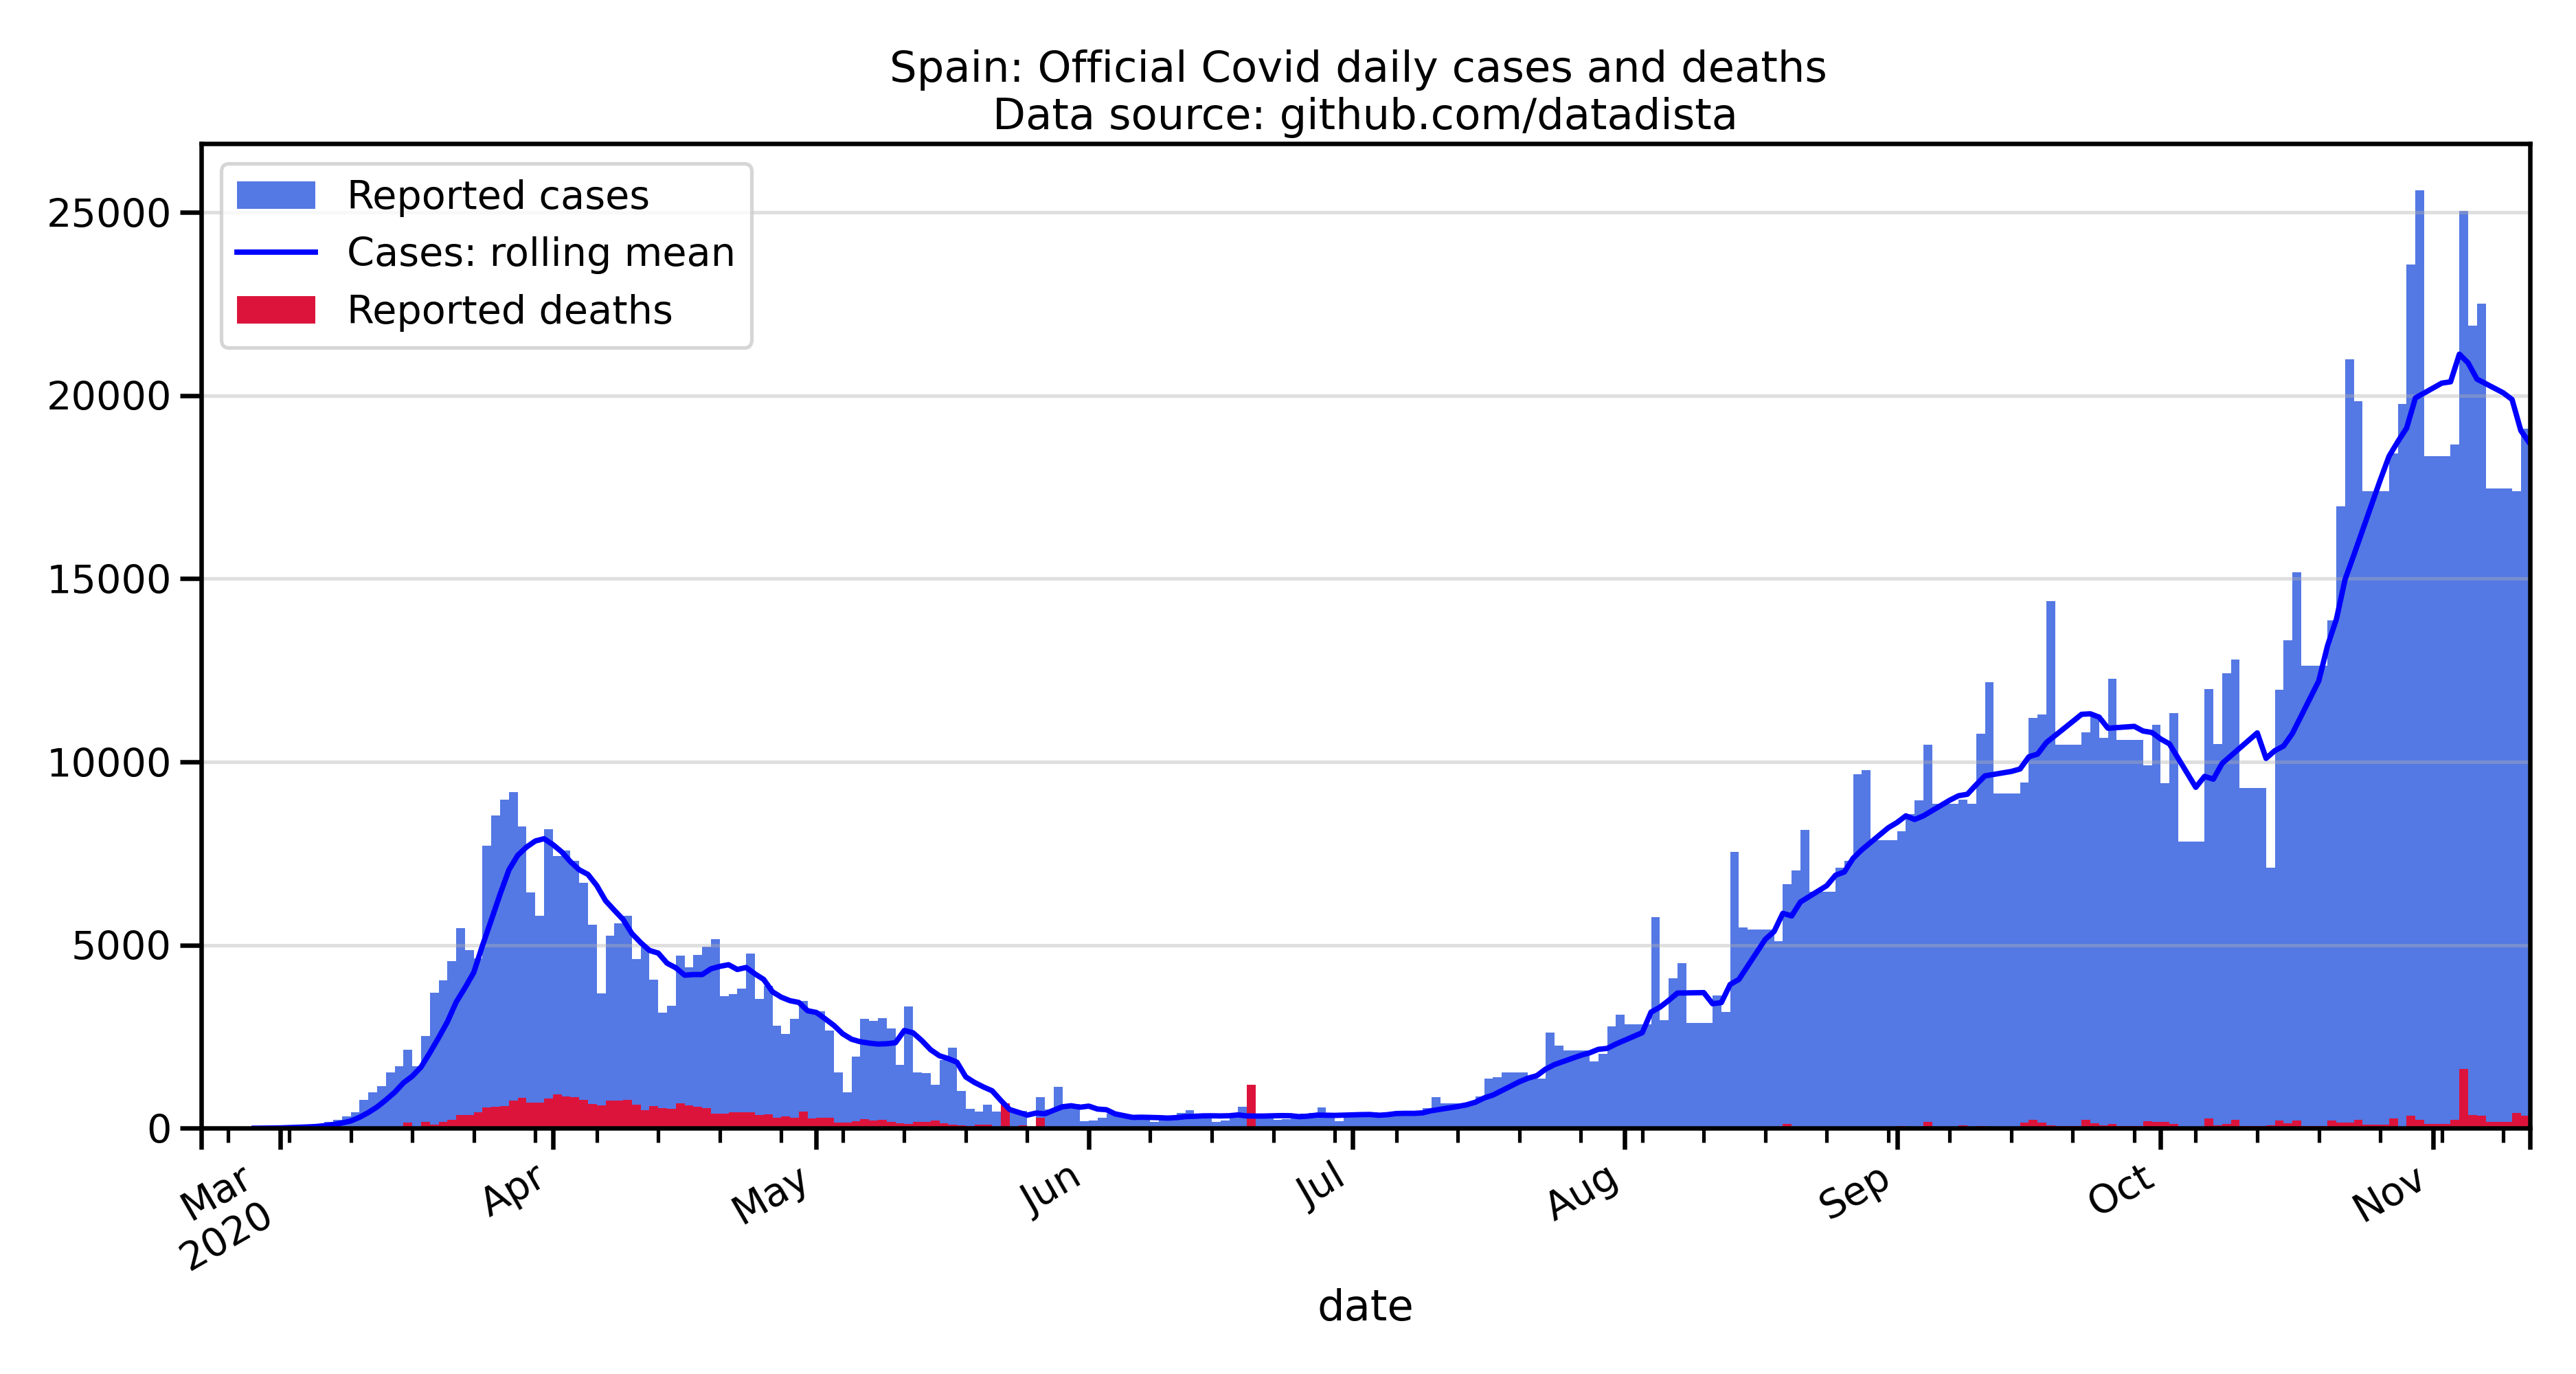 Spain: Official Covid daily cases and deaths
Data source: github.com/datadista
Reported cases
Cases: rolling mean
Reported deaths
25000
20000
15000
10000
5000
0
Mar
2020
Apr
May
Jun
Jul
Aug
Sep
Oct
Nov
date